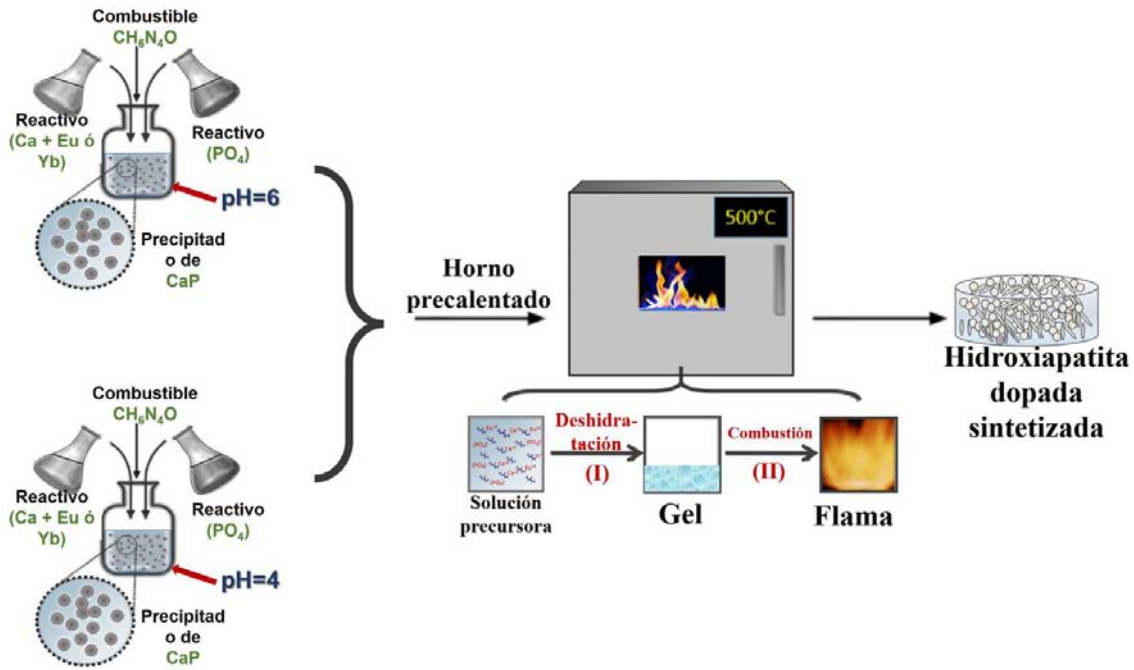 Combustible
CH₆N₄O
Reactivo
(Ca + Eu ó
Yb)
Reactivo
(PO₄)
pH=6
Precipitad
o de
CaP
Combustible
CH₆N₄O
Reactivo
(Ca + Eu ó
Yb)
Reactivo
(PO₄)
pH=4
Precipitad
o de
CaP
Horno
precalentado
500°C
Solución
precursora
Deshidra-
tación
(I)
Gel
Combustión
(II)
Flama
Hidroxiapatita
dopada
sintetizada